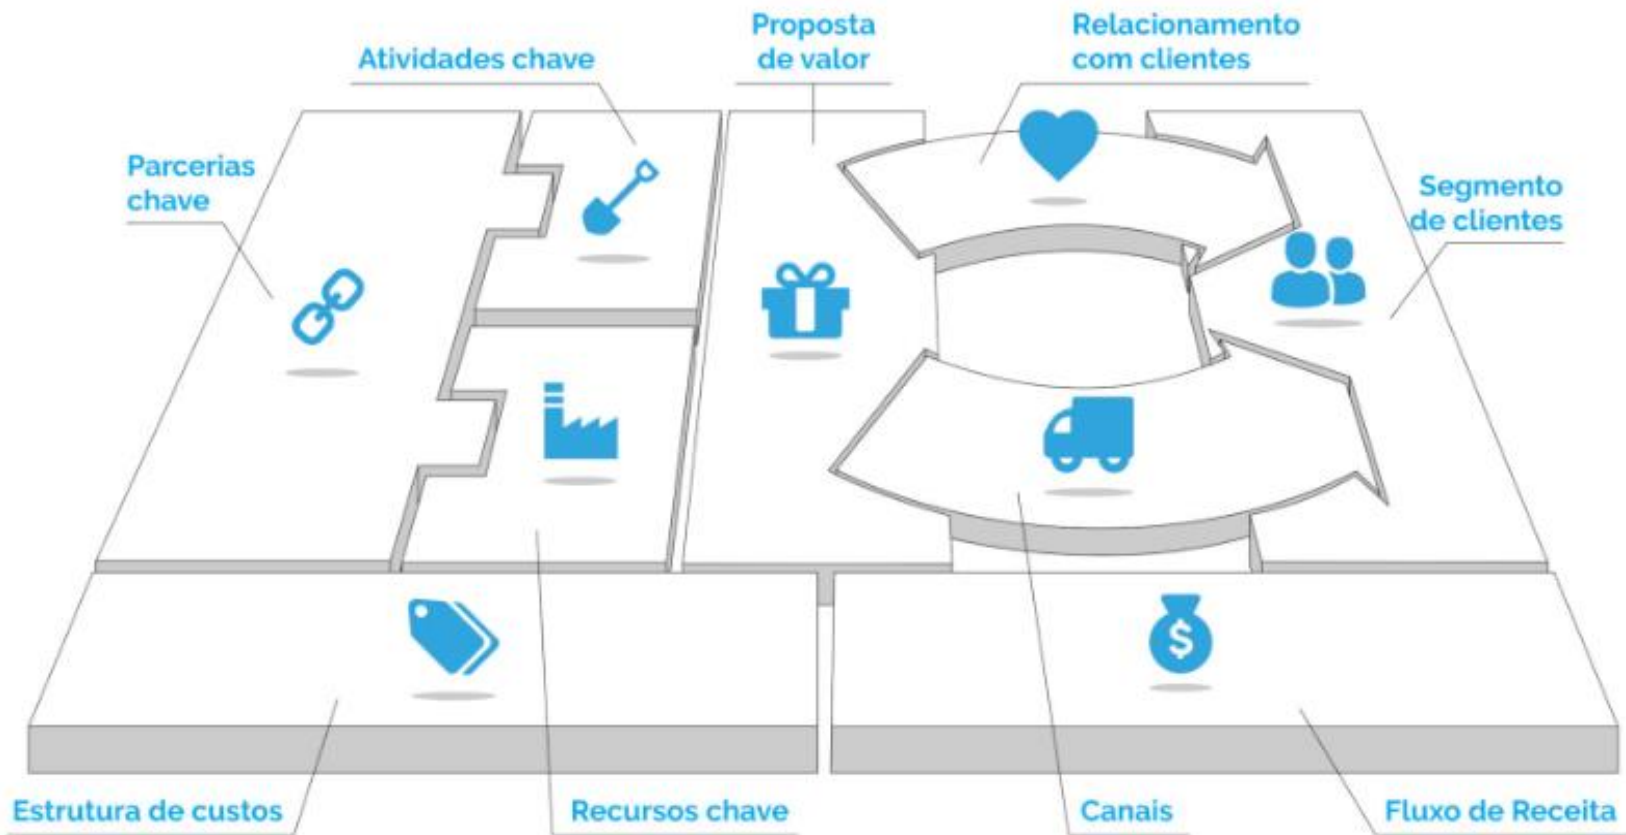 Proposta
de valor
Relacionamento
com clientes
Atividades chave
Parcerias
chave
Segmento
de clientes
$
Estrutura de custos
Recursos chave
Canais
Fluxo de Receita